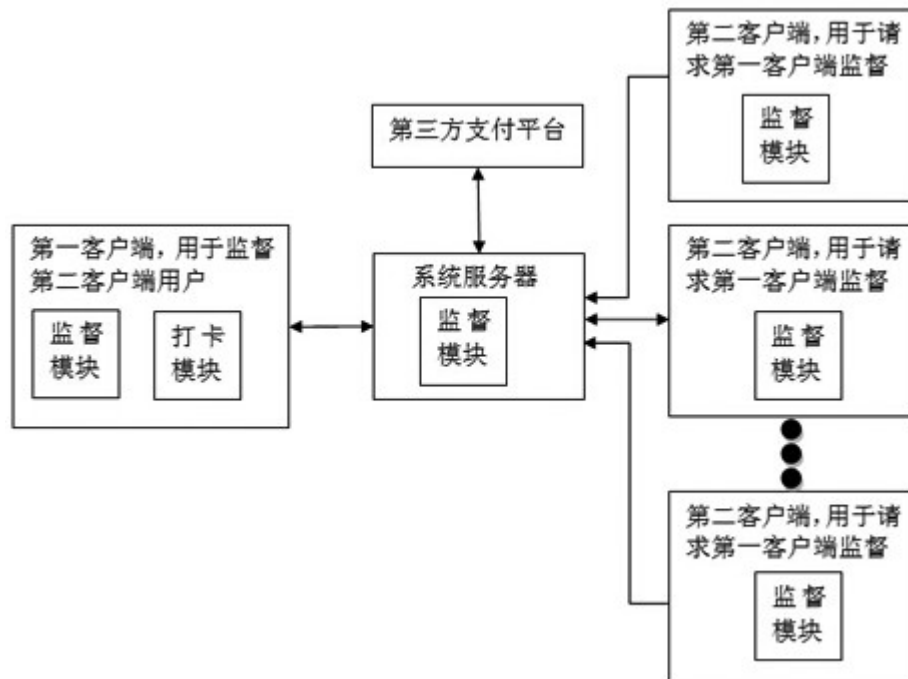 第二客户端，用于请
求第一客户端监督
监督
模块
第三方支付平台
第一客户端，用于监督
第二客户端用户
监督
模块
打卡
模块
系统服务器
监督
模块
第二客户端，用于请
求第一客户端监督
监督
模块
第二客户端，用于请
求第一客户端监督
监督
模块